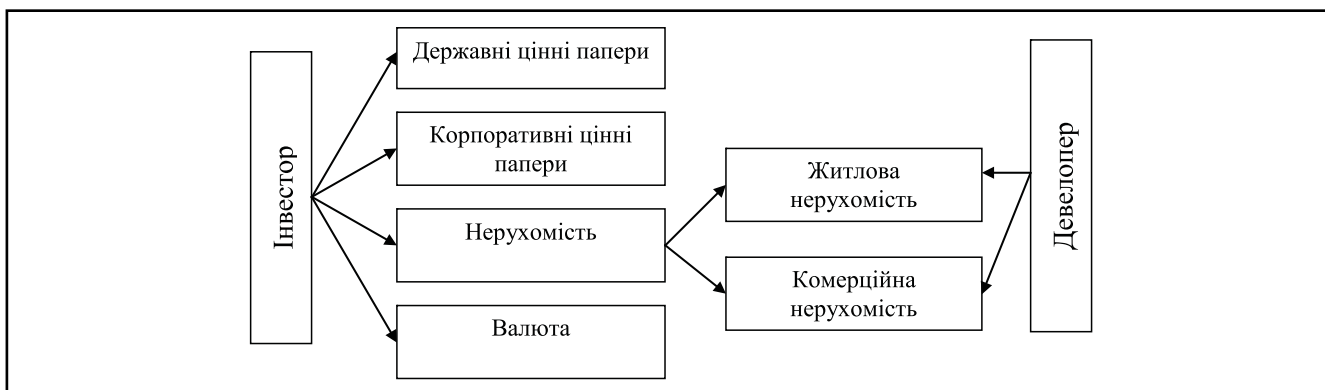 Інвестор
Державні цінні папери
Корпоративні цінні
папери
Нерухомість
Валюта
Житлова
нерухомість
Комерційна
нерухомість
Девелопер